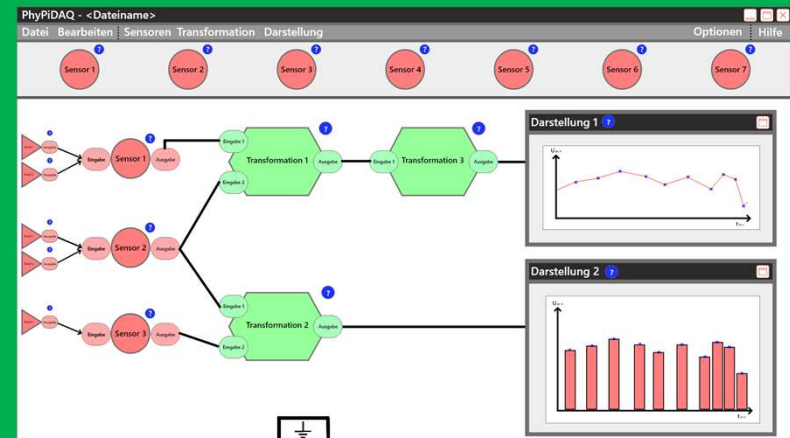 PhyPiDAQ - <Dateiname>
Datei Bearbeiten Sensoren Transformation Darstellung Optionen Hilfe
? ? ? ? ? ? ?
Sensor 1 Sensor 2 Sensor 3 Sensor 4 Sensor 5 Sensor 6 Sensor 7
Darstellung 1 ?
? ? ?
Eingabe 1
Eingabe Sensor 1 Ausgabe
Transformation 1 Ausgabe
Eingabe 1 Transformation 3 Ausgabe
Eingabe 2
?
Eingabe Sensor 2 Ausgabe
Darstellung 2 ?
?
Eingabe 1
?
Eingabe Sensor 3 Ausgabe
Transformation 2 Ausgabe
Eingabe 2